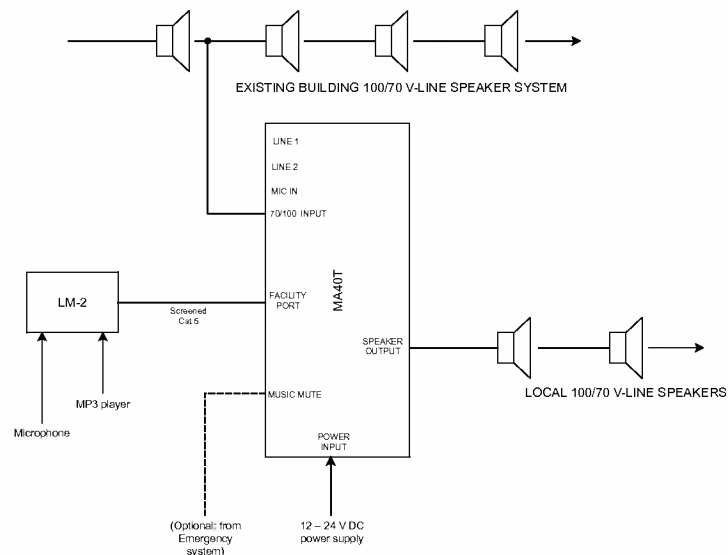 EXISTING BUILDING 100/70 V-LINE SPEAKER SYSTEM
LINE 1
LINE 2
MIC IN
70/100 INPUT
MA40T
LM-2
Screened
Cat 5
FACILITY
PORT
SPEAKER
OUTPUT
LOCAL 100/70 V-LINE SPEAKERS
MUSIC MUTE
MP3 player
Microphone
POWER
INPUT
(Optional: from
Emergency
system)
12 – 24 V DC
power supply